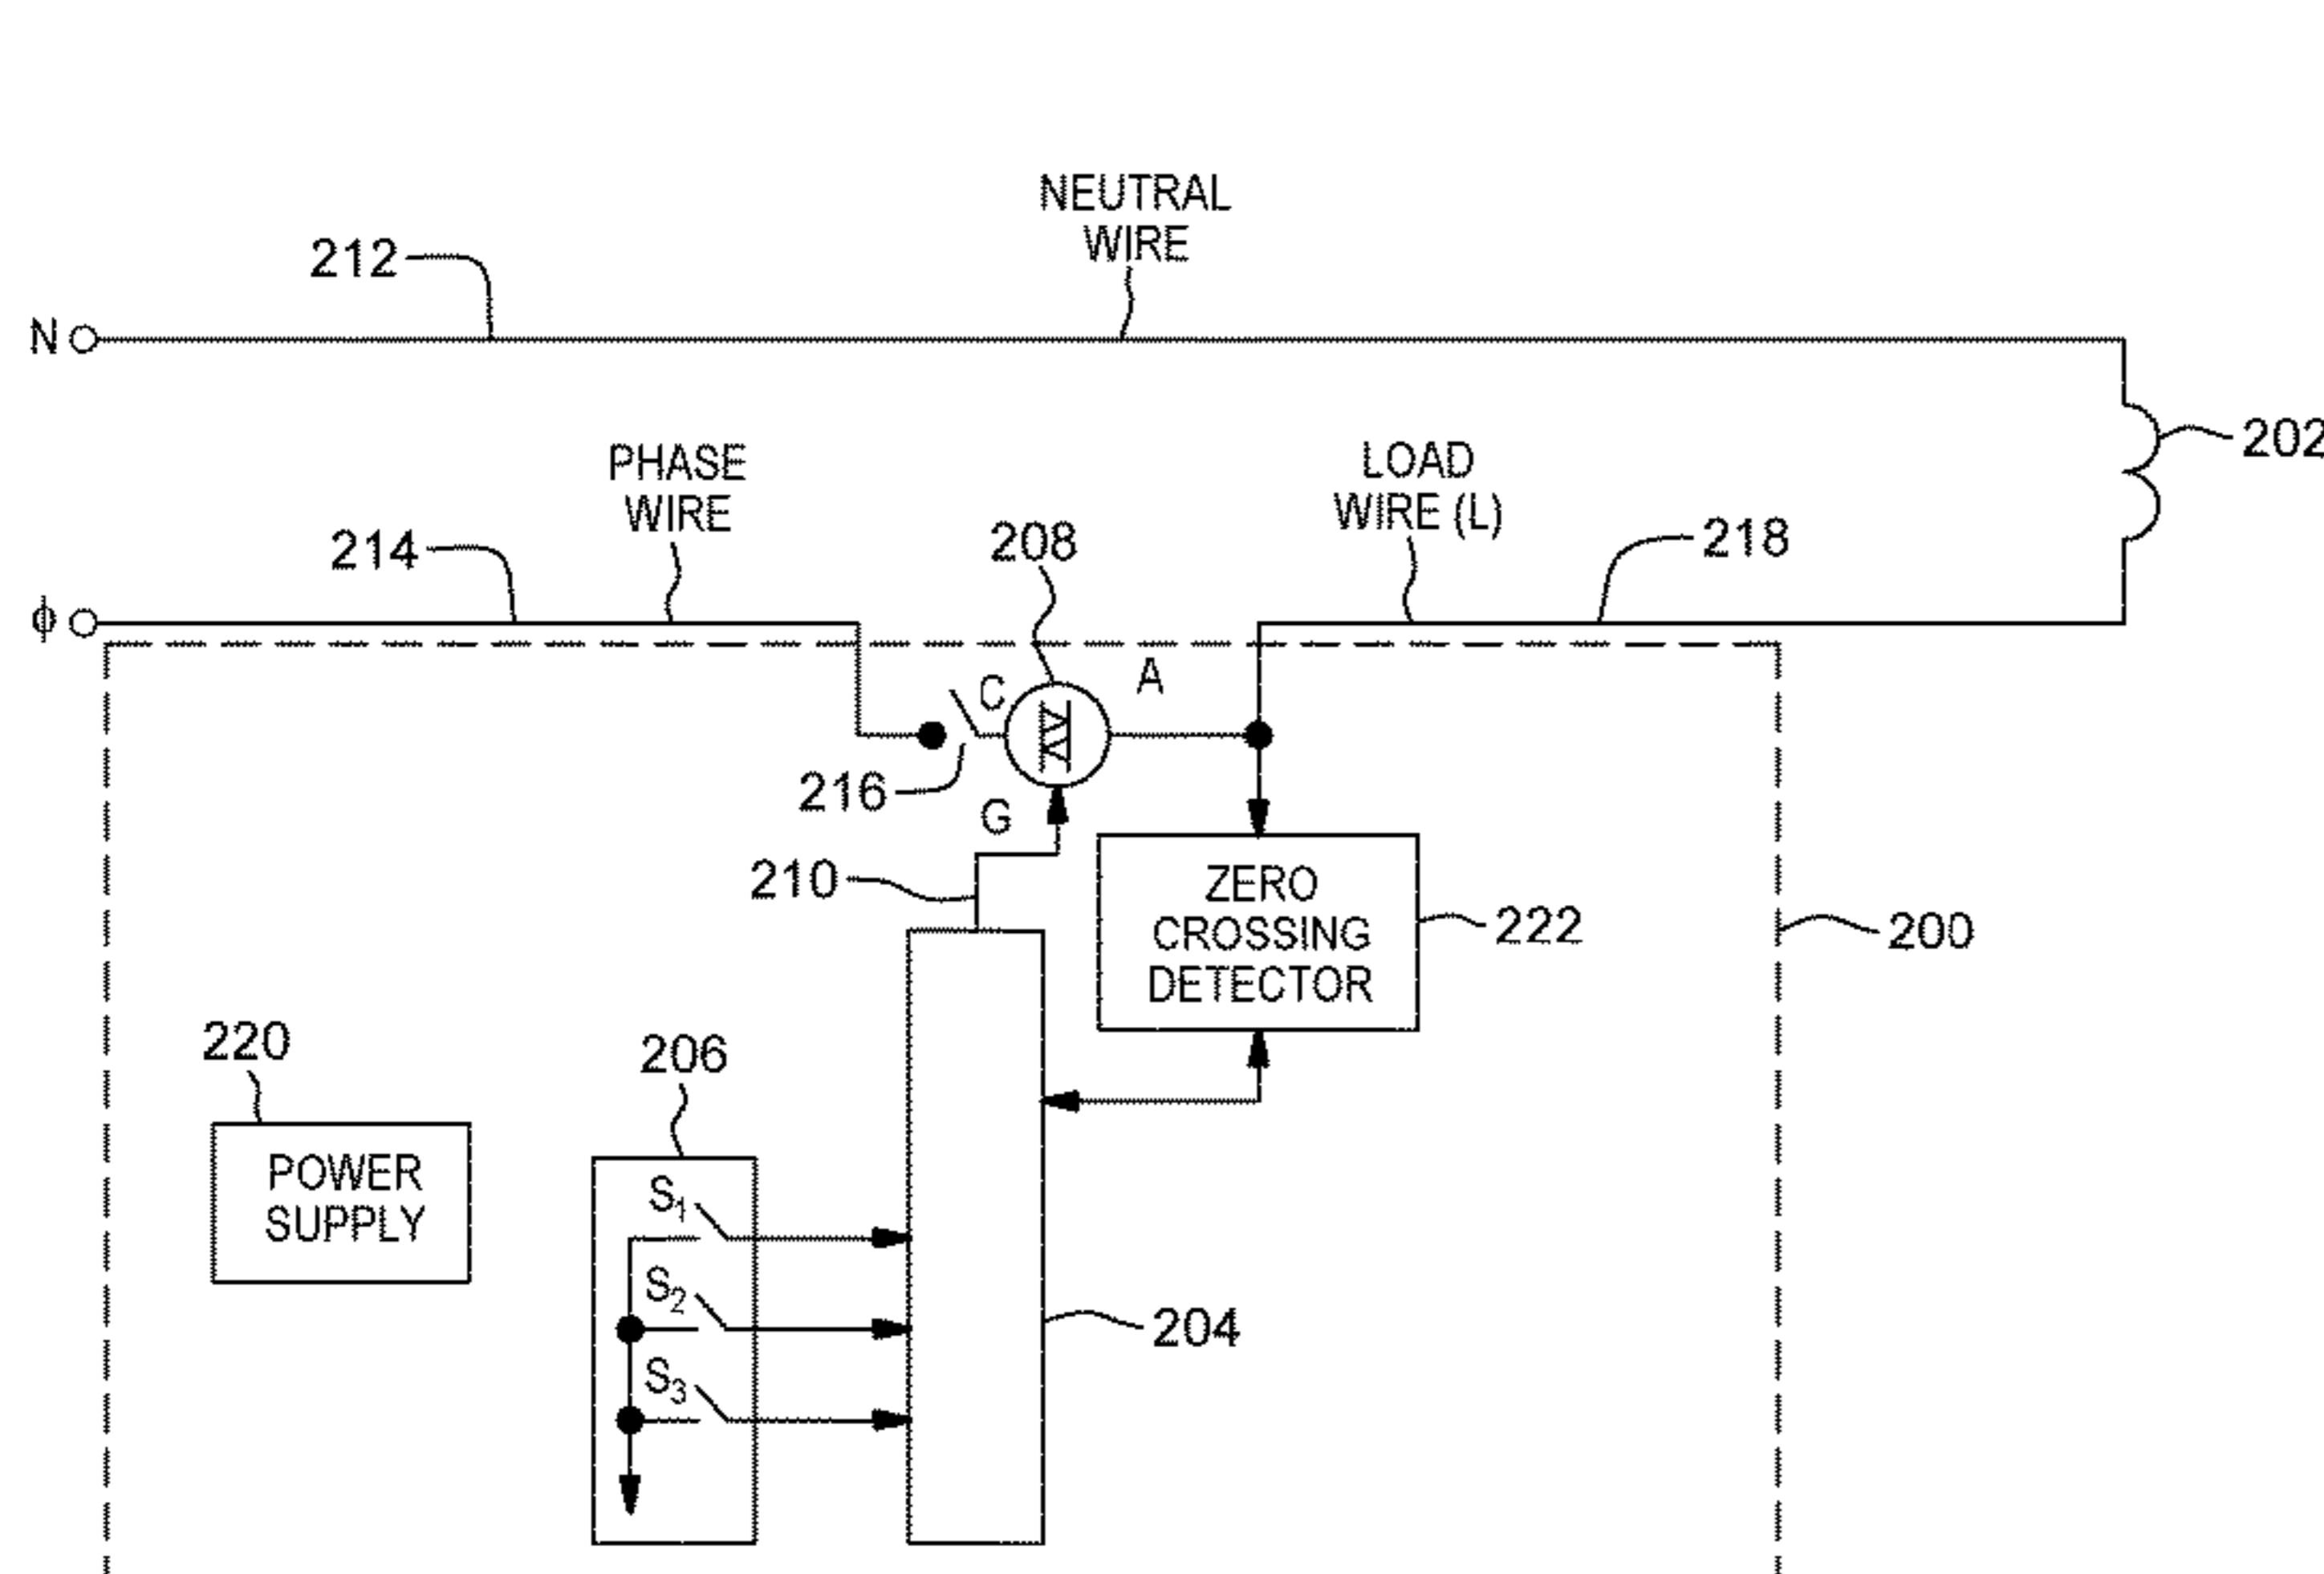 NEUTRAL
WIRE
212
N
202
PHASE
WIRE
LOAD
WIRE (L)
214
208
218
ϕ
C
A
216
G
210
ZERO
CROSSING
DETECTOR
222
200
220
206
POWER
SUPPLY
S1
S2
S3
204